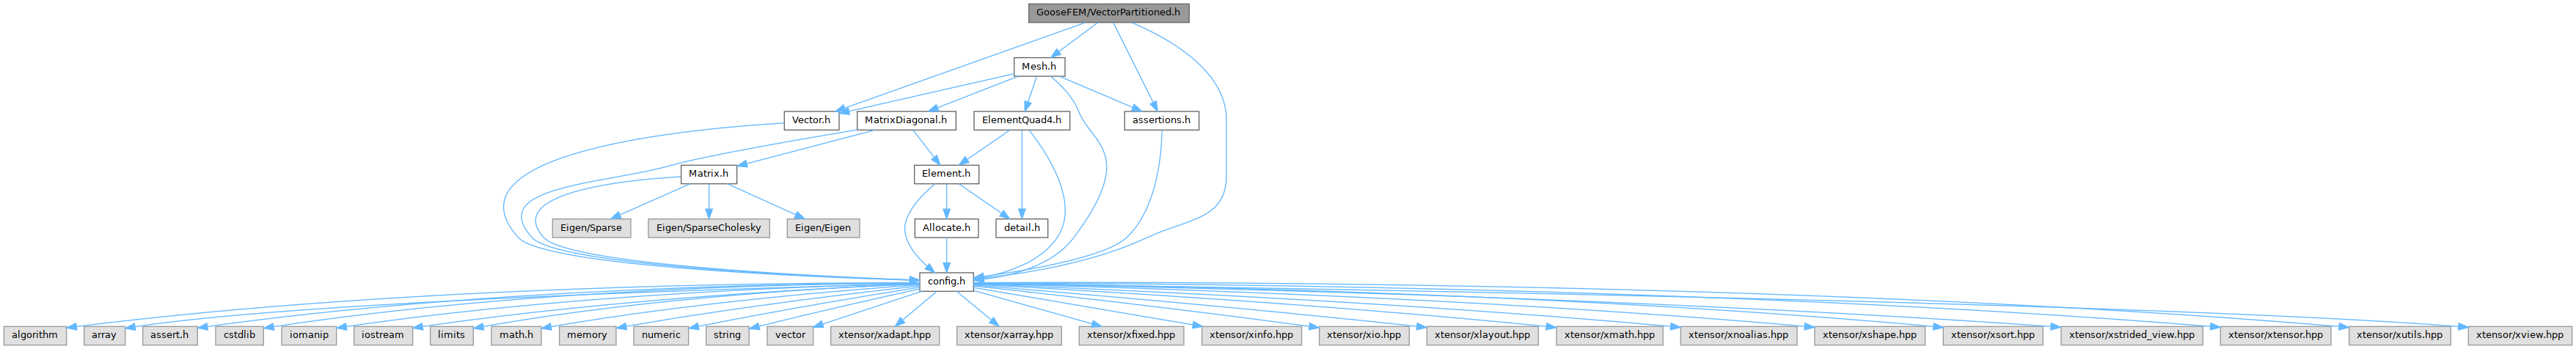 GooseFEM/VectorPartitioned.h
Mesh.h
Vector.h
MatrixDiagonal.h
ElementQuad4.h
assertions.h
Matrix.h
Element.h
Eigen/Sparse
Eigen/SparseCholesky
Eigen/Eigen
Allocate.h
detail.h
config.h
algorithm
array
assert.h
cstdlib
iomanip
iostream
limits
math.h
memory
numeric
string
vector
xtensor/xadapt.hpp
xtensor/xarray.hpp
xtensor/xfixed.hpp
xtensor/xinfo.hpp
xtensor/xio.hpp
xtensor/xlayout.hpp
xtensor/xmath.hpp
xtensor/xnoalias.hpp
xtensor/xshape.hpp
xtensor/xsort.hpp
xtensor/xstrided_view.hpp
xtensor/xtensor.hpp
xtensor/xutils.hpp
xtensor/xview.hpp